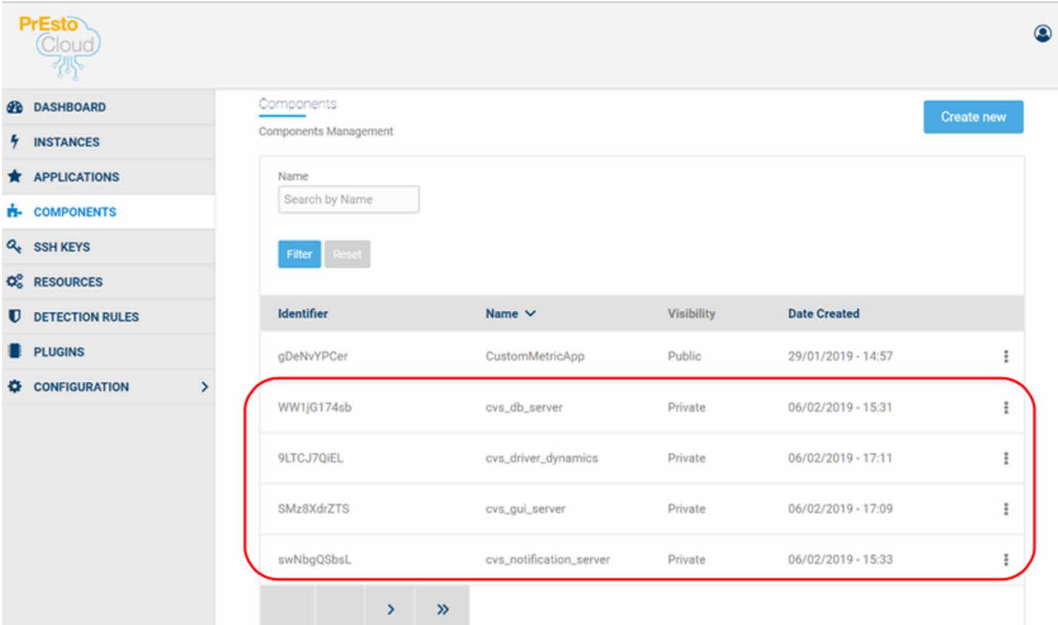 PrEsto
Cloud
DASHBOARD
INSTANCES
APPLICATIONS
COMPONENTS
SSH KEYS
RESOURCES
DETECTION RULES
PLUGINS
CONFIGURATION
Components
Components Management
Create new
Name
Search by Name
Filter Reset
Identifier Name Visibility Date Created
gDeNvYPCer CustomMetricApp Public 29/01/2019 - 14:57
WW1jG174sb cvs_db_server Private 06/02/2019 - 15:31
9LTCJ7QiEL cvs_driver_dynamics Private 06/02/2019 - 17:11
SMz8XdrZTS cvs_gui_server Private 06/02/2019 - 17:09
swNbgQSbsL cvs_notification_server Private 06/02/2019 - 15:33